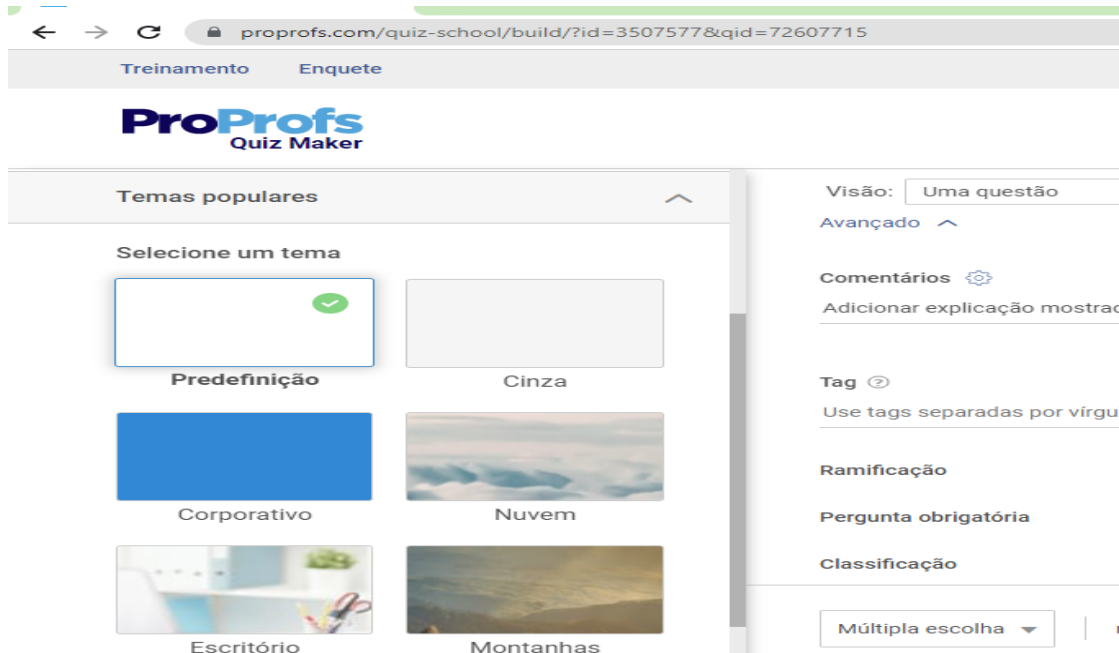 proprofs.com/quiz-school/build/?id=3507577&qid=72607715
Treinamento Enquete
ProProfs
Quiz Maker
Temas populares
Selecione um tema
Predefinição Cinza
Corporativo Nuvem
Escritório Montanhas
Visão: Uma questão
Avançado
Comentários
Adicionar explicação
Tag
Use tags separadas por
Ramificação
Pergunta obrigatória
Classificação
Múltipla escolha